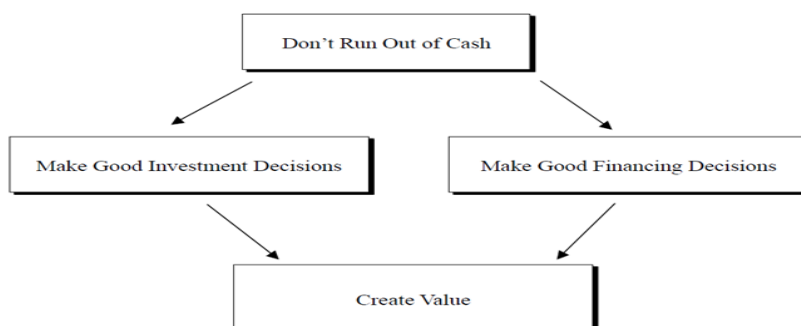 Don’t Run Out of Cash
Make Good Investment Decisions
Make Good Financing Decisions
Create Value